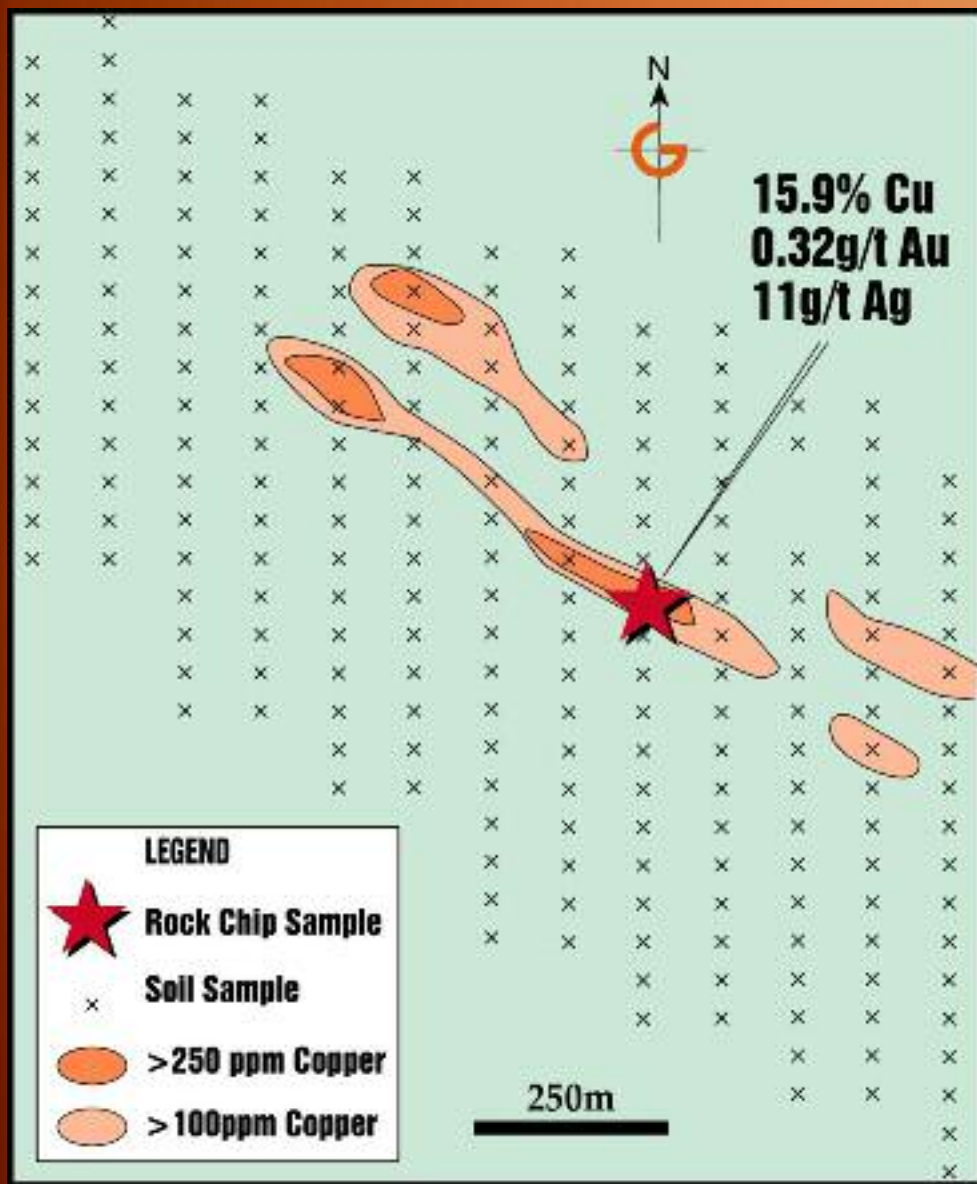 N
15.9% Cu
0.32g/t Au
11g/t Ag
LEGEND
Rock Chip Sample
Soil Sample
>250 ppm Copper
>100ppm Copper
250m